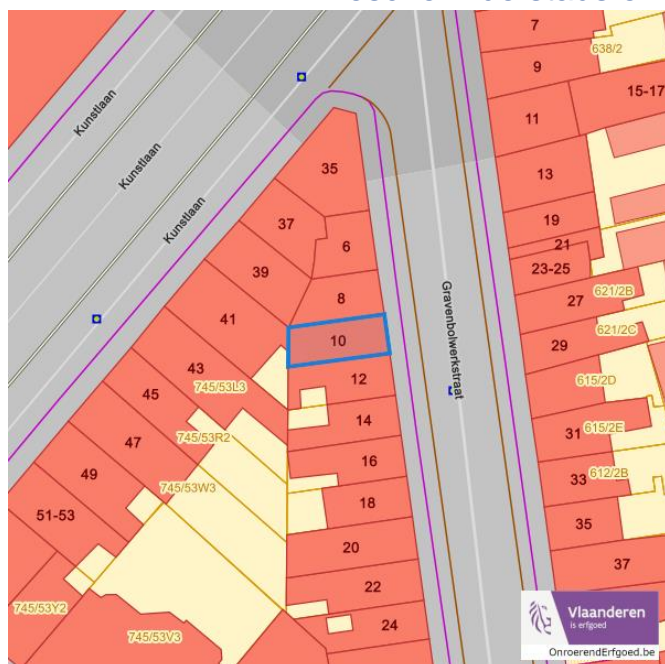 7
638/2
9
15-17
11
Kunstlaan
Kunstlaan
Kunstlaan
35
13
37
6
19
21
23-25
39
8
621/2B
27
41
10
Gravenbolwerkstraat
621/2C
29
43
745/53L3
12
615/2D
45
14
31
615/2E
47
745/53R2
16
33
612/2B
49
745/53W3
18
35
51-53
20
37
22
745/53Y2
24
745/53V3
Vlaanderen
is erfgoed
OnroerendErfgoed.be